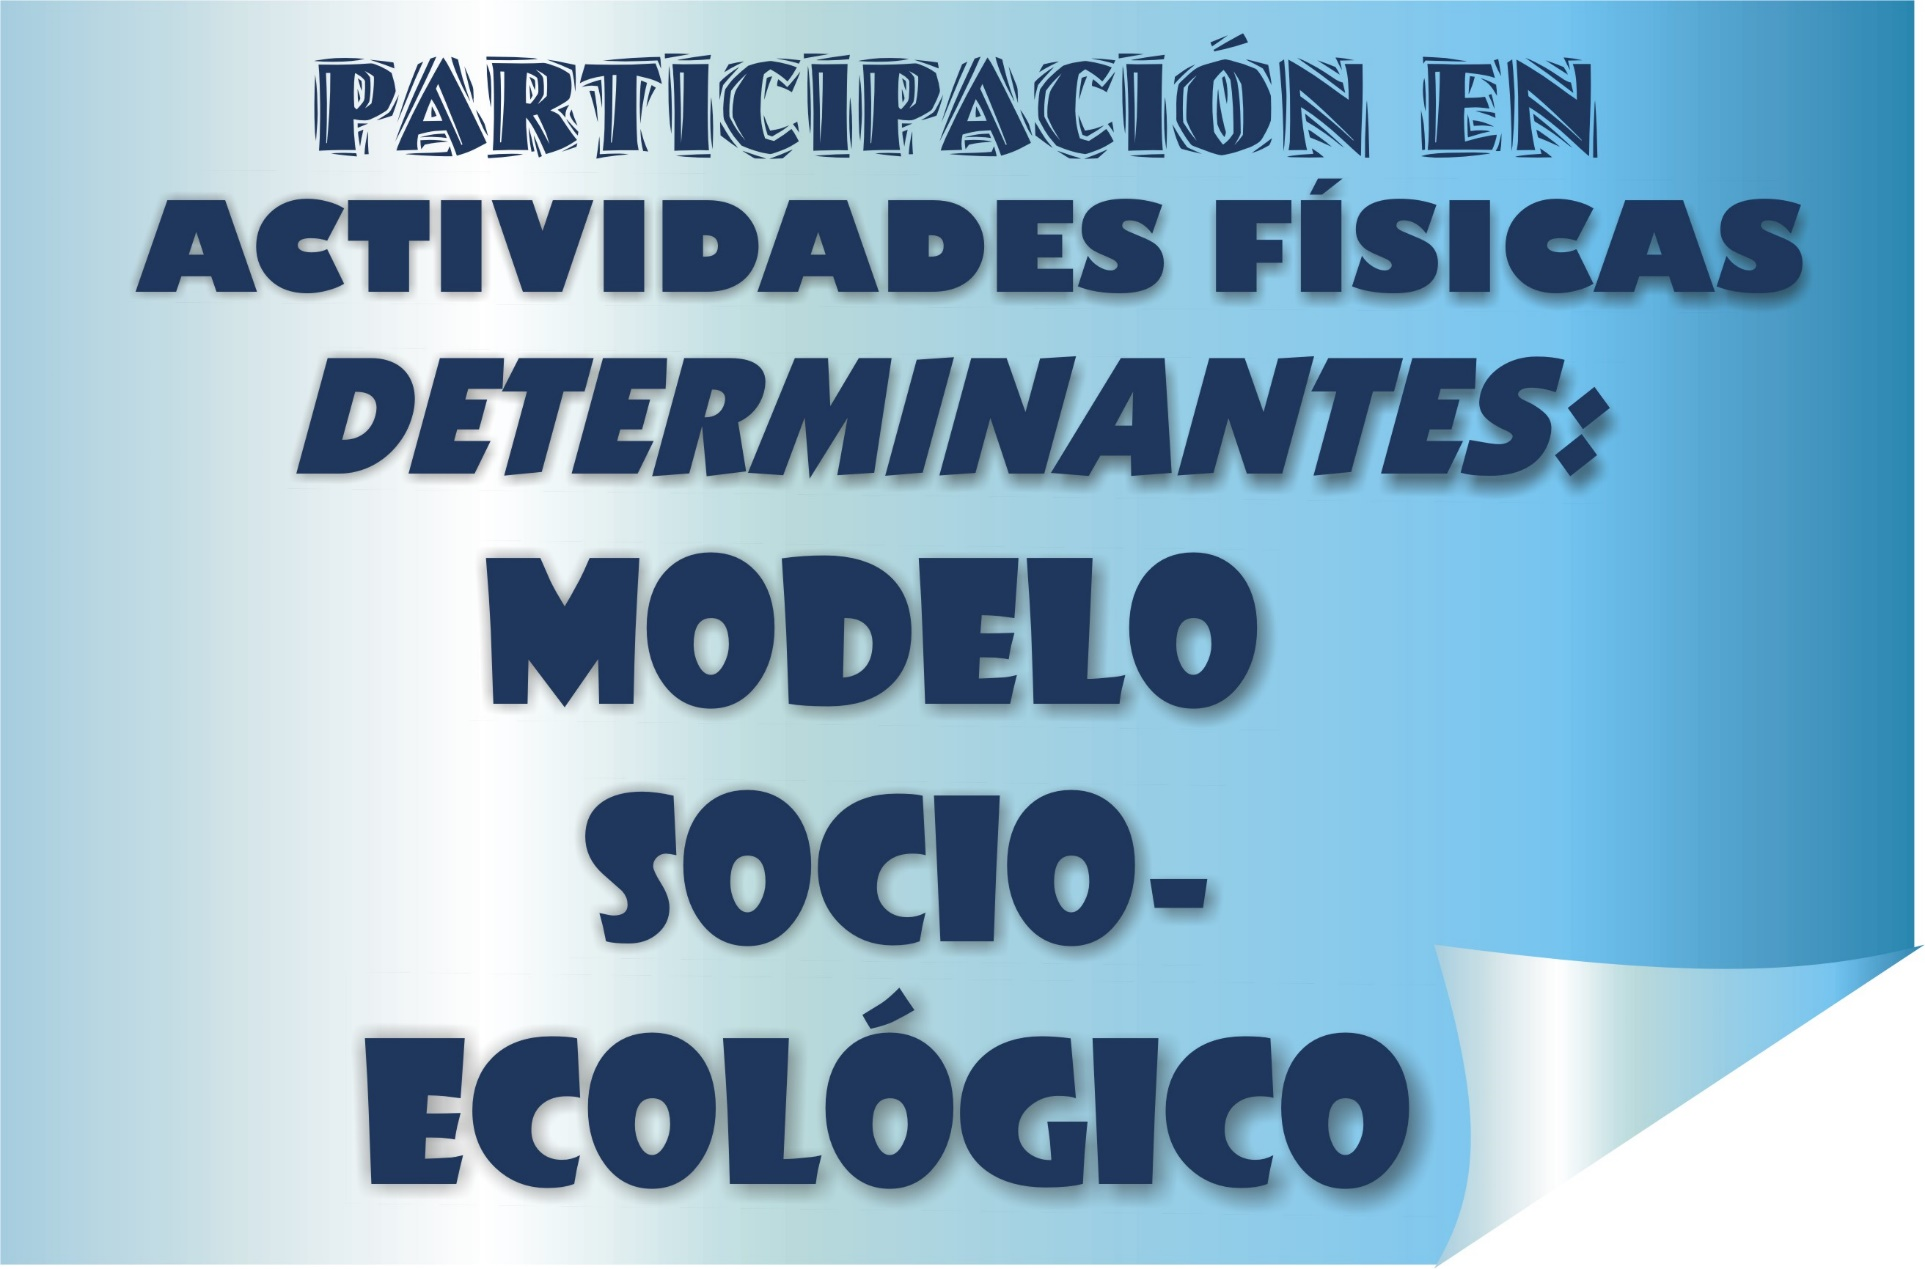 PARTICIPACIÓN EN
ACTIVIDADES FÍSICAS
DETERMINANTES:
MODELO
SOCIO-
ECOLÓGICO